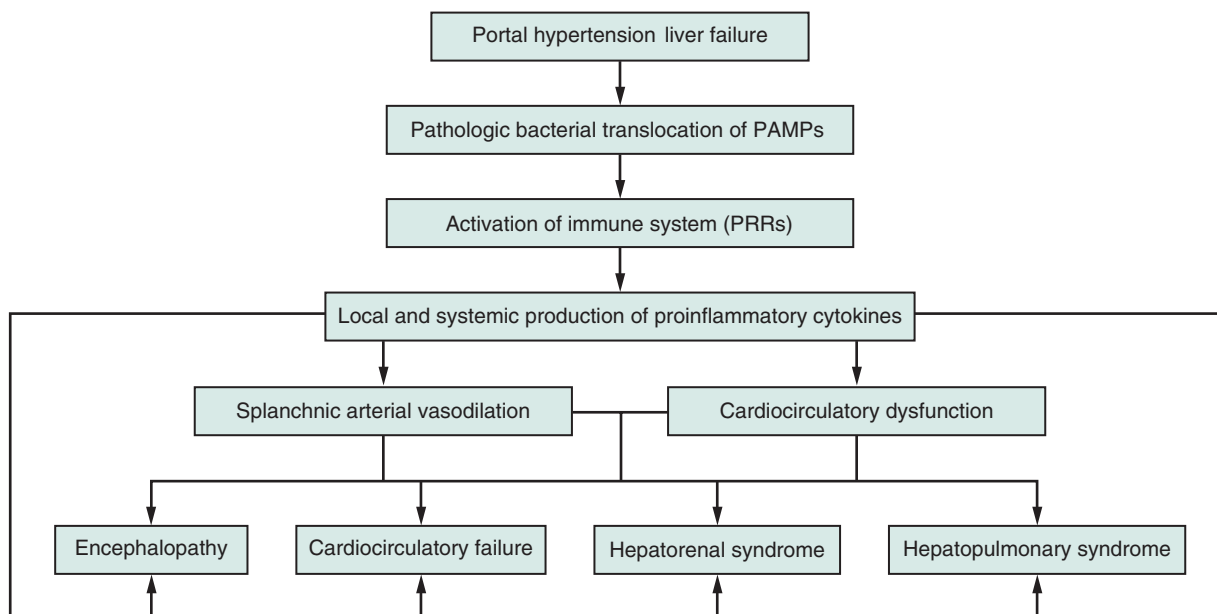 Portal hypertension liver failure
Pathologic bacterial translocation of PAMPs
Activation of immune system (PRRs)
Local and systemic production of proinflammatory cytokines
Splanchnic arterial vasodilation
Cardiocirculatory dysfunction
Encephalopathy
Cardiocirculatory failure
Hepatorenal syndrome
Hepatopulmonary syndrome